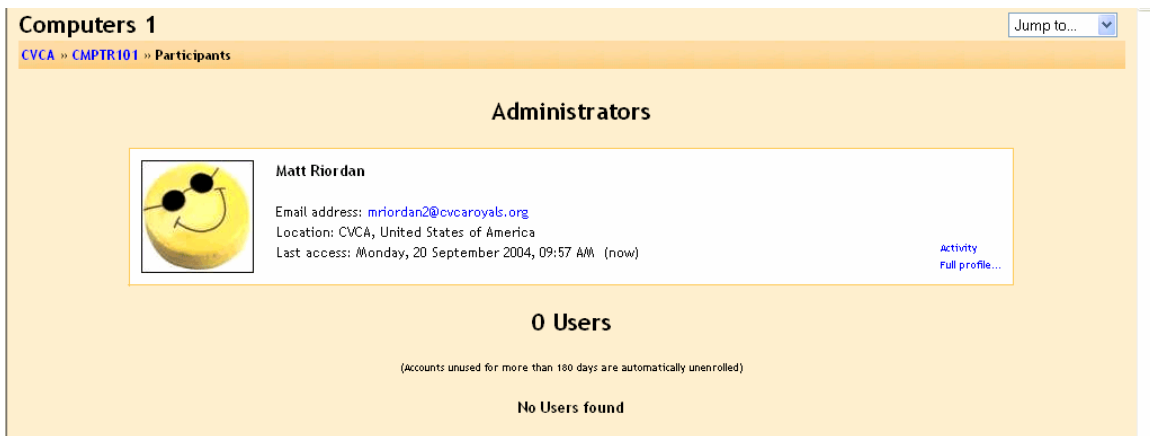 Computers 1
Jump to...
CVCA » CMPTR101 » Participants
Administrators
Matt Riordan
Email address: mriordan2@cvcaroyals.org
Location: CVCA, United States of America
Last access: Monday, 20 September 2004, 09:57 AM (now)
Activity
Full profile...
0 Users
(Accounts unused for more than 180 days are automatically unenrolled)
No Users found